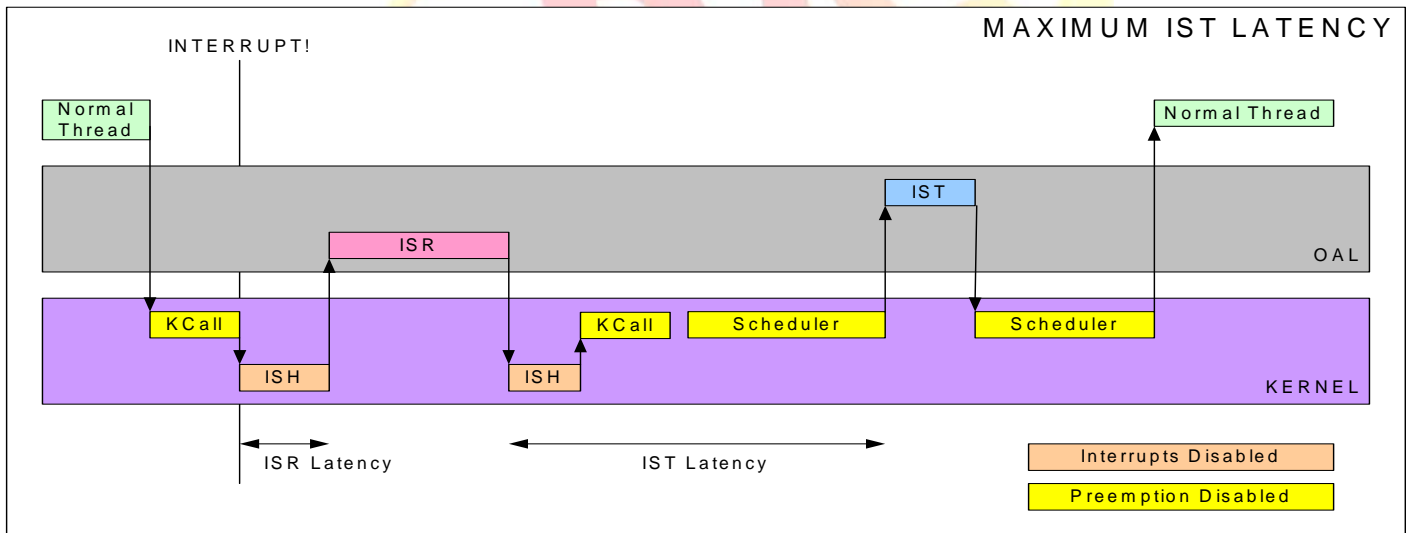 MAXIMUM IST LATENCY
INTERRUPT!
Normal
Thread
Normal Thread
IST
ISR
OAL
KCall
KCall
Scheduler
Scheduler
ISH
ISH
KERNEL
ISR Latency
IST Latency
Interrupts Disabled
Preemption Disabled